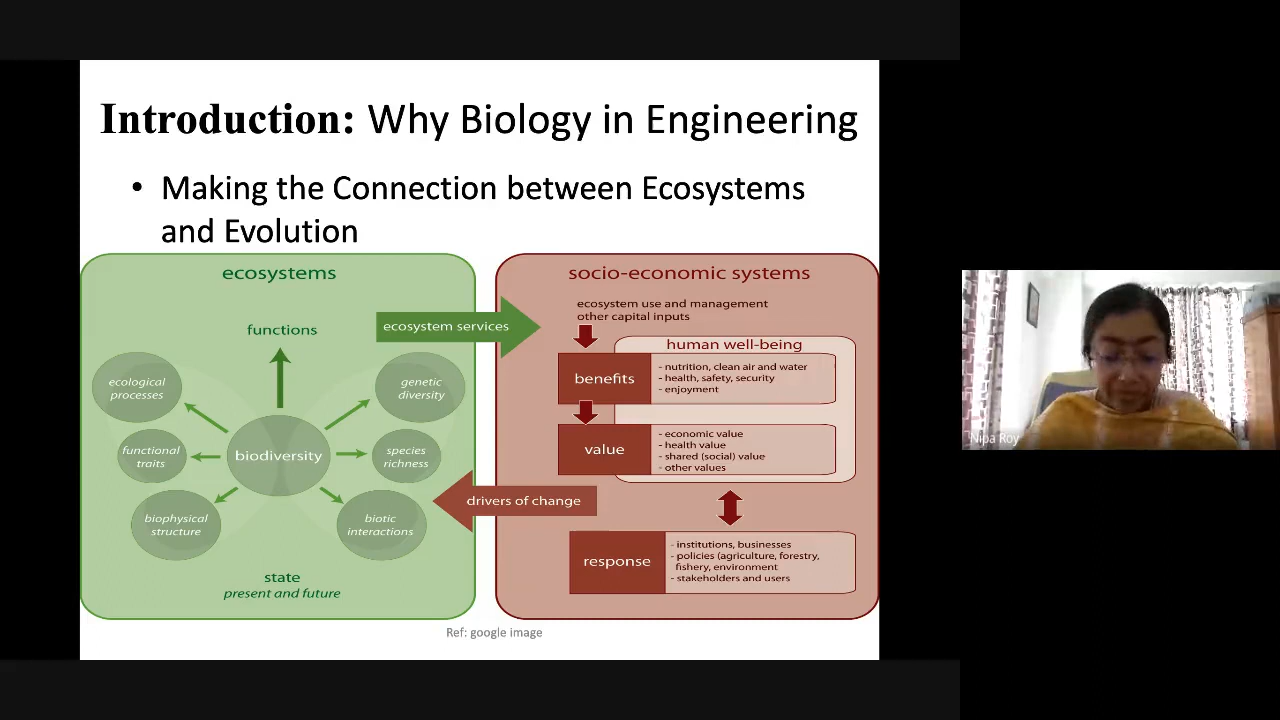 Introduction: Why Biology in Engineering
• Making the Connection between Ecosystems
and Evolution
ecosystems
functions
ecological
processes
genetic
diversity
functional
traits
biodiversity
species
richness
biophysical
structure
biotic
interactions
state
present and future
ecosystem services
drivers of change
socio-economic systems
ecosystem use and management
other capital inputs
human well-being
benefits
- nutrition, clean air and water
- health, safety, security
- enjoyment
value
- economic value
- health value
- shared (social) value
- other values
response
- institutions, businesses
- policies (agriculture, forestry,
fishery, environment
- stakeholders and users
Ref: google image
Nipa Roy